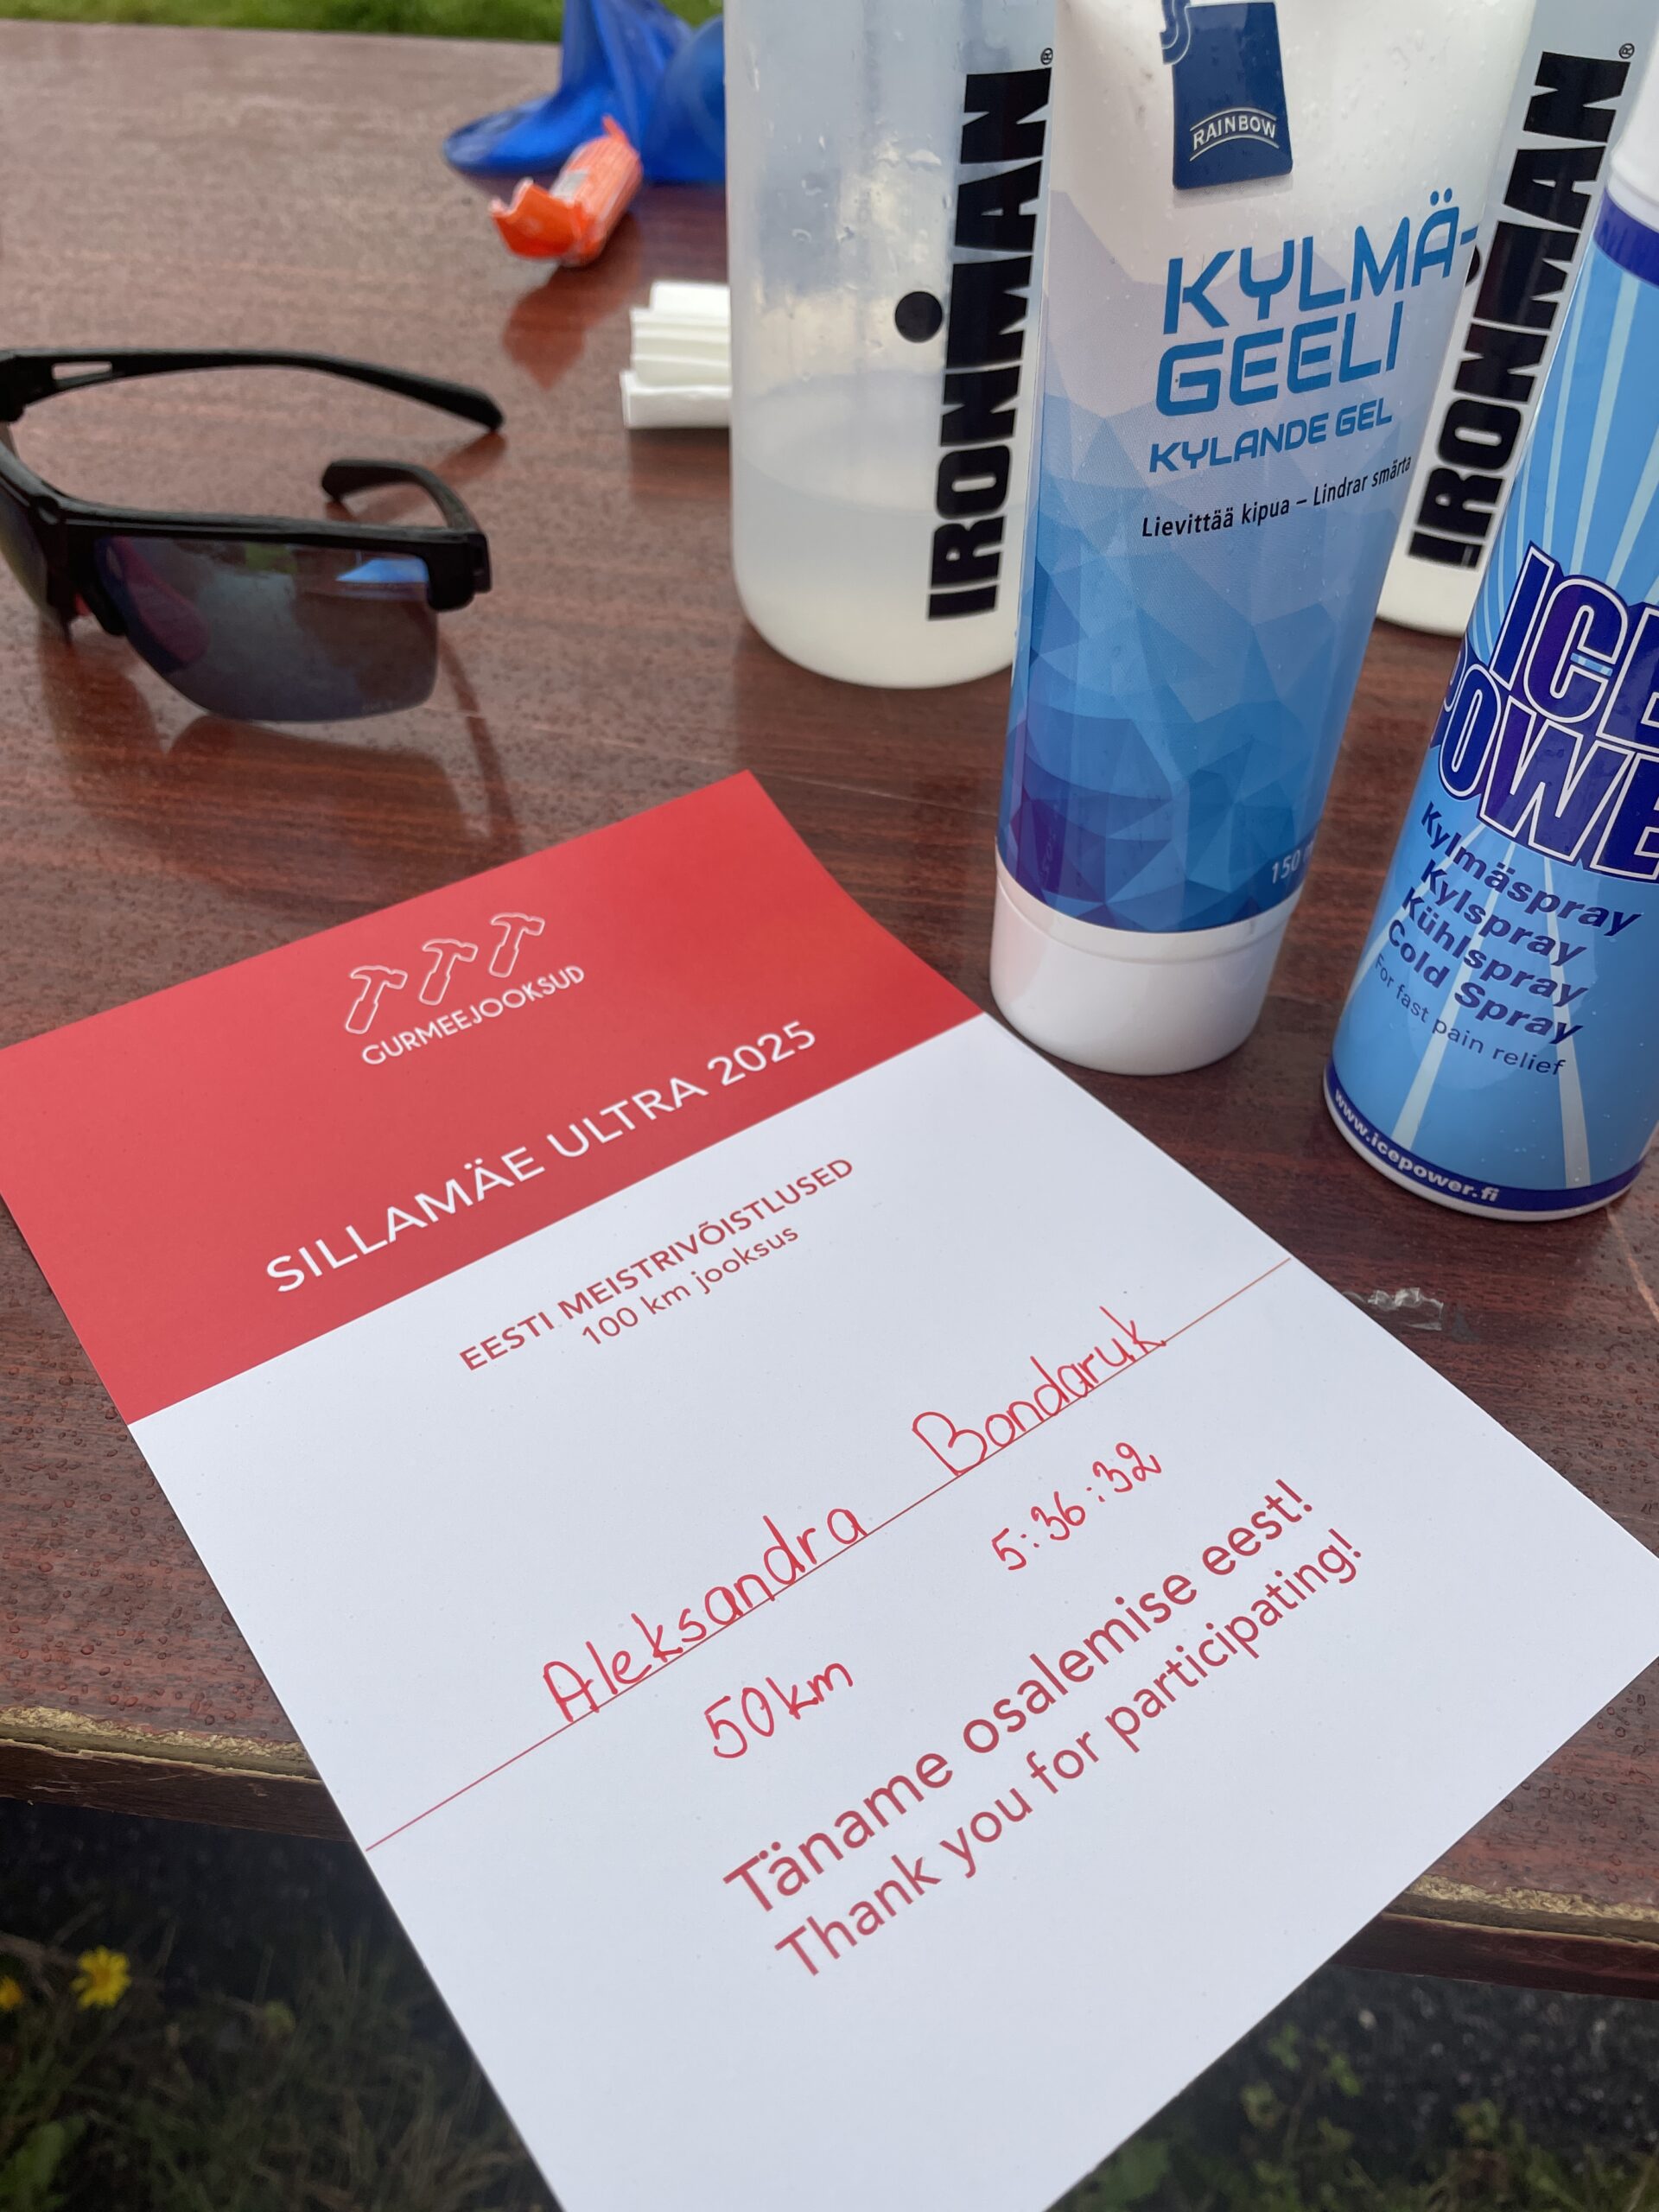 IRONMAN®
RAINBOW
KYLMÄ-
GEELI
KYLANDE GEL
Lievittää kipua – Lindrar smärta
150
IRONMAN®
ICE
POWE
Kylmäspray
Kylspray
Kühlspray
Cold Spray
For fast pain relief
www.icepower.fi
GURMEEJOOKSUD
SILLAMÄE ULTRA 2025
EESTI MEISTRIVÕISTLUSED
100 km jooksus
Aleksandra Bondaruk
50km 5:36:32
Täname osalemise eest!
Thank you for participating!